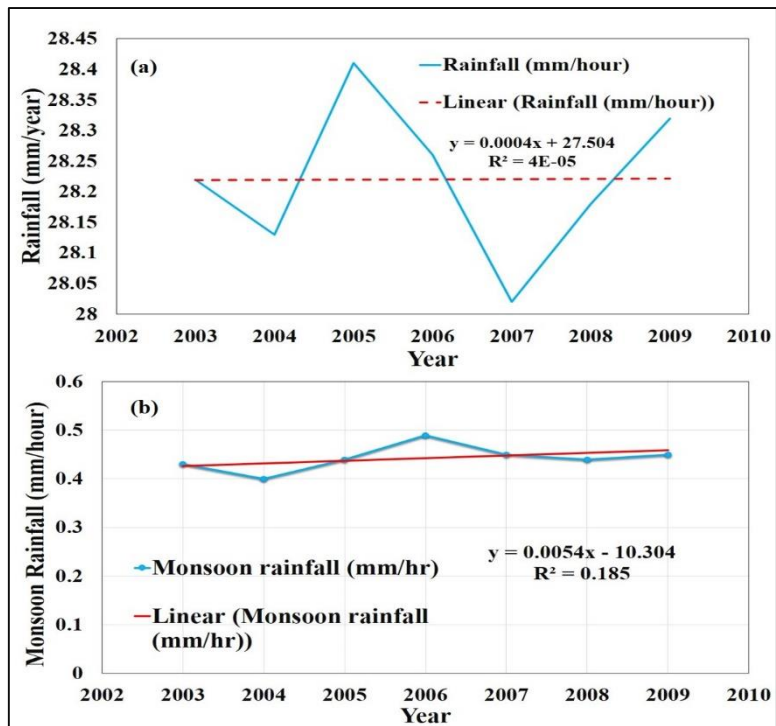 (a)
Rainfall (mm/year)
28.45
28.4
28.35
28.3
28.25
28.2
28.15
28.1
28.05
28
Rainfall (mm/hour)
Linear (Rainfall (mm/hour))
y = 0.0004x + 27.504
R² = 4E-05
2002 2003 2004 2005 2006 2007 2008 2009 2010
Year
(b)
Monsoon Rainfall (mm/hour)
0.6
0.5
0.4
0.3
0.2
0.1
0
Monsoon rainfall (mm/hr)
Linear (Monsoon rainfall
(mm/hr))
y = 0.0054x - 10.304
R² = 0.185
2002 2003 2004 2005 2006 2007 2008 2009 2010
Year